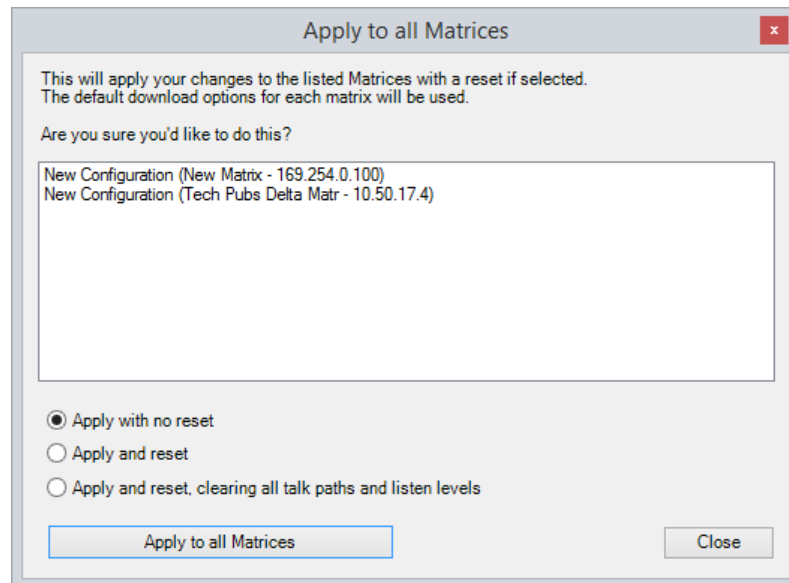 Apply to all Matrices
x
This will apply your changes to the listed Matrices with a reset if selected.
The default download options for each matrix will be used.
Are you sure you'd like to do this?
New Configuration (New Matrix - 169.254.0.100)
New Configuration (Tech Pubs Delta Matr - 10.50.17.4)
Apply with no reset
Apply and reset
Apply and reset, clearing all talk paths and listen levels
Apply to all Matrices
Close